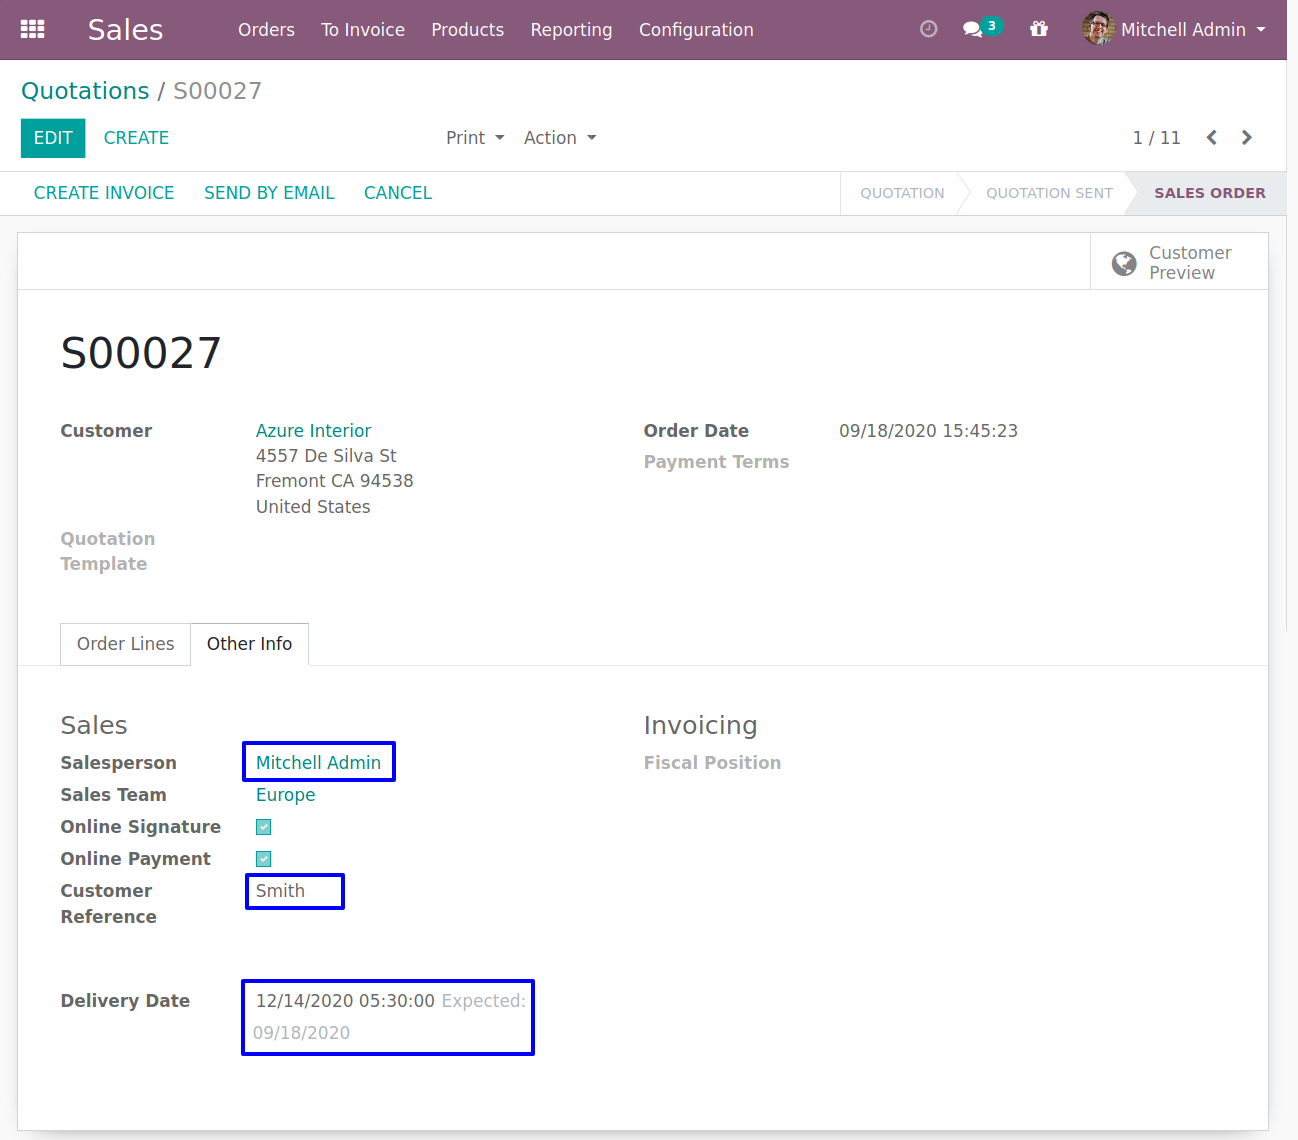 Sales Orders To Invoice Products Reporting Configuration 3 Mitchell Admin
Quotations / S00027
EDIT CREATE Print Action 1 / 11
CREATE INVOICE SEND BY EMAIL CANCEL QUOTATION QUOTATION SENT SALES ORDER
Customer
Preview
S00027
Customer Azure Interior Order Date 09/18/2020 15:45:23
4557 De Silva St Payment Terms
Fremont CA 94538
United States
Quotation
Template
Order Lines Other Info
Sales Invoicing
Salesperson Mitchell Admin Fiscal Position
Sales Team Europe
Online Signature
Online Payment
Customer Smith
Reference
Delivery Date 12/14/2020 05:30:00 Expected:
09/18/2020